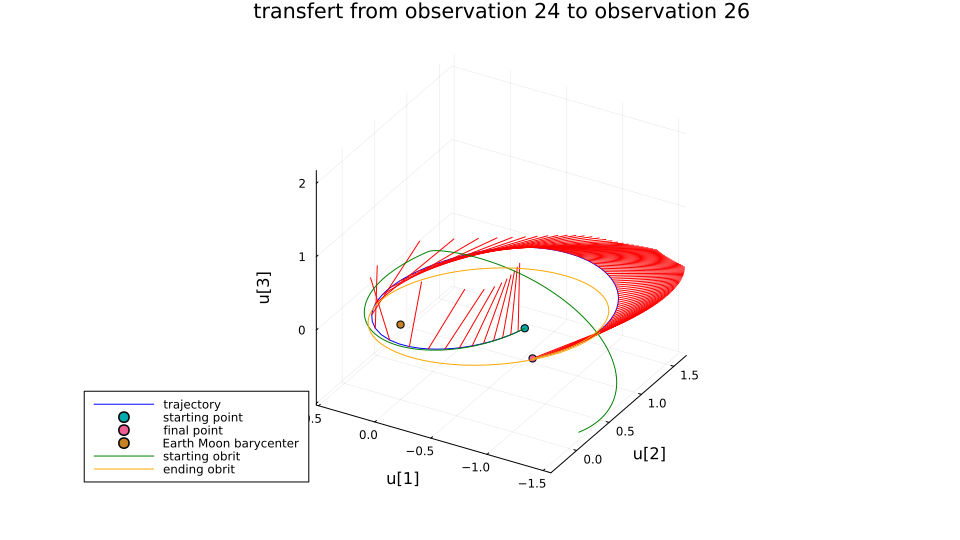 transfert from observation 24 to observation 26
2
1
0
u[3]
.5
0.0
−0.5
−1.0
−1.5
u[1]
0.0
0.5
1.0
1.5
u[2]
trajectory
starting point
final point
Earth Moon barycenter
starting obrit
ending obrit